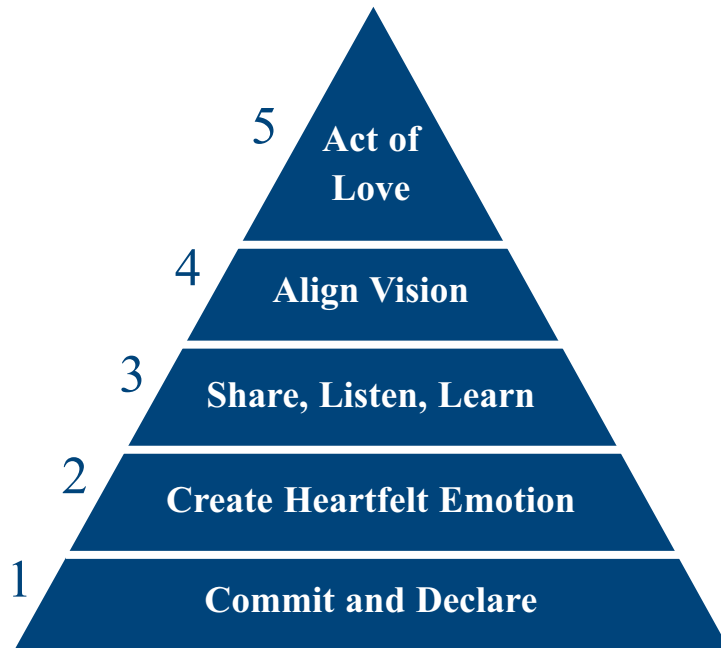 5
Act of
Love
4
Align Vision
3
Share, Listen, Learn
2
Create Heartfelt Emotion
1
Commit and Declare